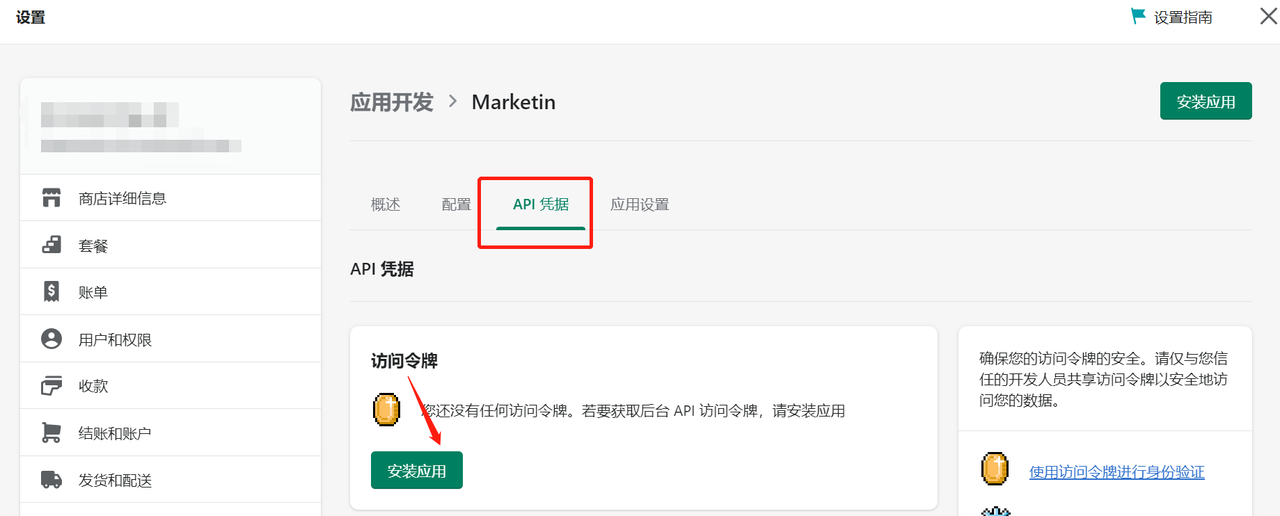 设置
设置指南
应用开发 > Marketin
安装应用
商店详细信息
套餐
账单
用户和权限
收款
结账和账户
发货和配送
概述
配置
API 凭据
应用设置
API 凭据
访问令牌
您还没有任何访问令牌。若要获取后台 API 访问令牌，请安装应用
安装应用
确保您的访问令牌的安全。请仅与您信
任的开发人员共享访问令牌以安全地访
问您的数据。
使用访问令牌进行身份验证